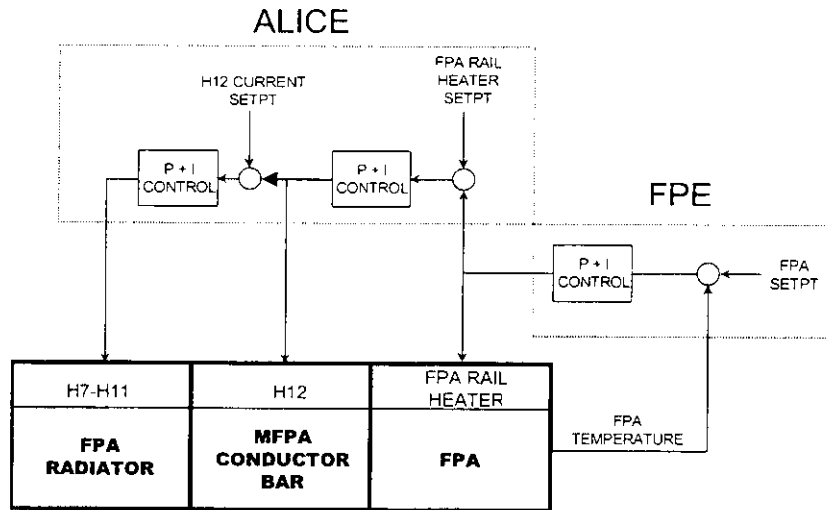 ALICE
H12 CURRENT
SETPT
FPA RAIL
HEATER
SETPT
P + I
CONTROL
P + I
CONTROL
FPE
P + I
CONTROL
FPA
SETPT
H7-H11
H12
FPA RAIL
HEATER
FPA
RADIATOR
MFPA
CONDUCTOR
BAR
FPA
FPA
TEMPERATURE